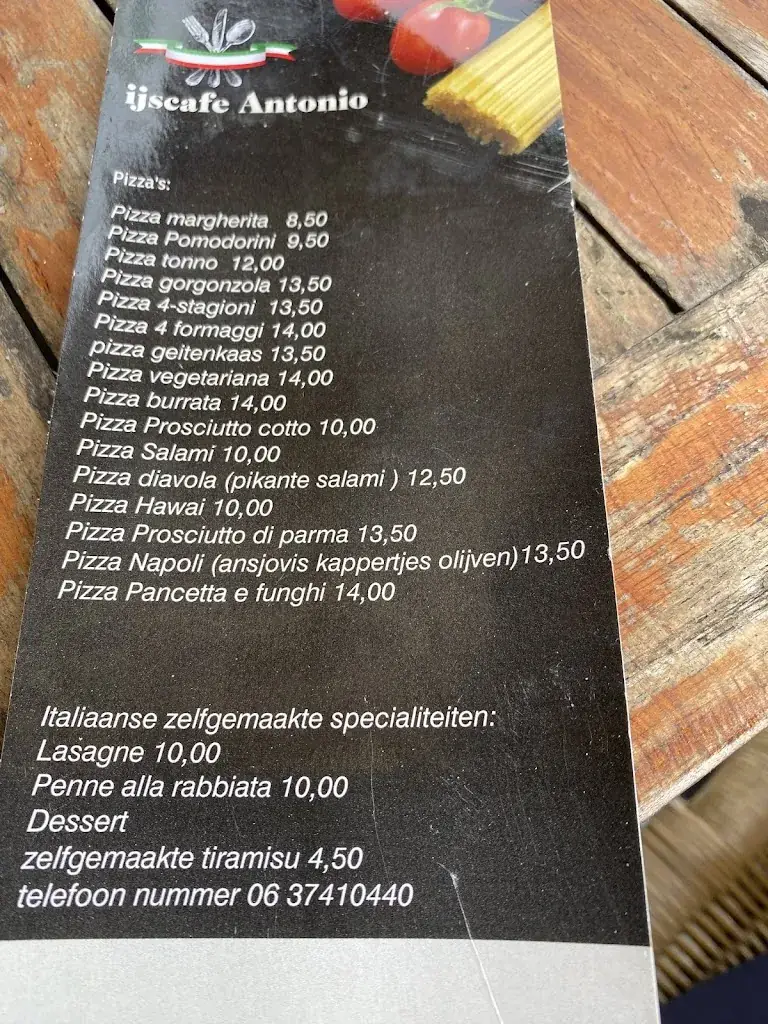 ijscafe Antonio
Pizza's:
Pizza margherita 8,50
Pizza Pomodorini 9,50
Pizza tonno 12,00
Pizza gorgonzola 13,50
Pizza 4-stagioni 13,50
Pizza 4 formaggi 14,00
pizza geitenkaas 13,50
Pizza vegetariana 14,00
Pizza burrata 14,00
Pizza Prosciutto cotto 10,00
Pizza Salami 10,00
Pizza diavola (pikante salami ) 12,50
Pizza Hawai 10,00
Pizza Prosciutto di parma 13,50
Pizza Napoli (ansjovis kappertjes olijven)13,50
Pizza Pancetta e funghi 14,00
Italiaanse zelfgemaakte specialiteiten:
Lasagne 10,00
Penne alla rabbiata 10,00
Dessert
zelfgemaakte tiramisu 4,50
telefoon nummer 06 37410440